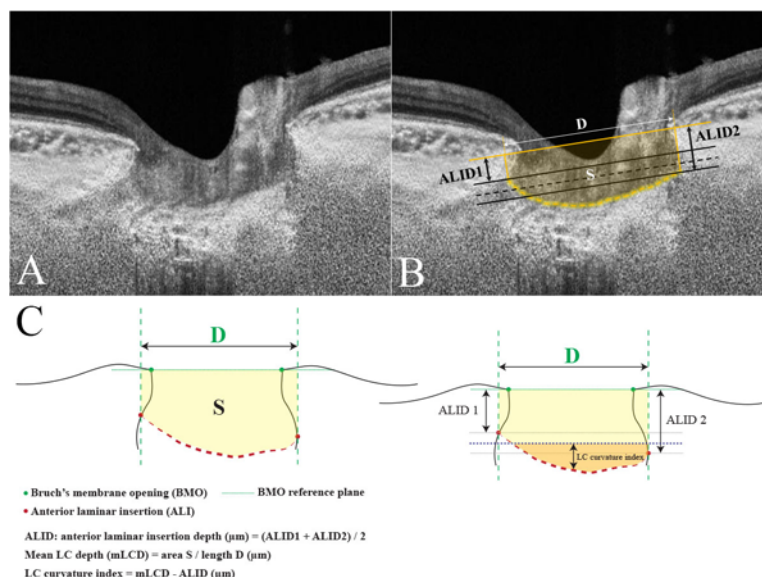 A
B
D
ALID2
ALID1
S
C
D
S
D
ALID 1
ALID 2
LC curvature index
Bruch's membrane opening (BMO)
BMO reference plane
Anterior laminar insertion (ALI)
ALID: anterior laminar insertion depth (µm) = (ALID1 + ALID2) / 2
Mean LC depth (mLCD) = area S / length D (µm)
LC curvature index = mLCD - ALID (µm)